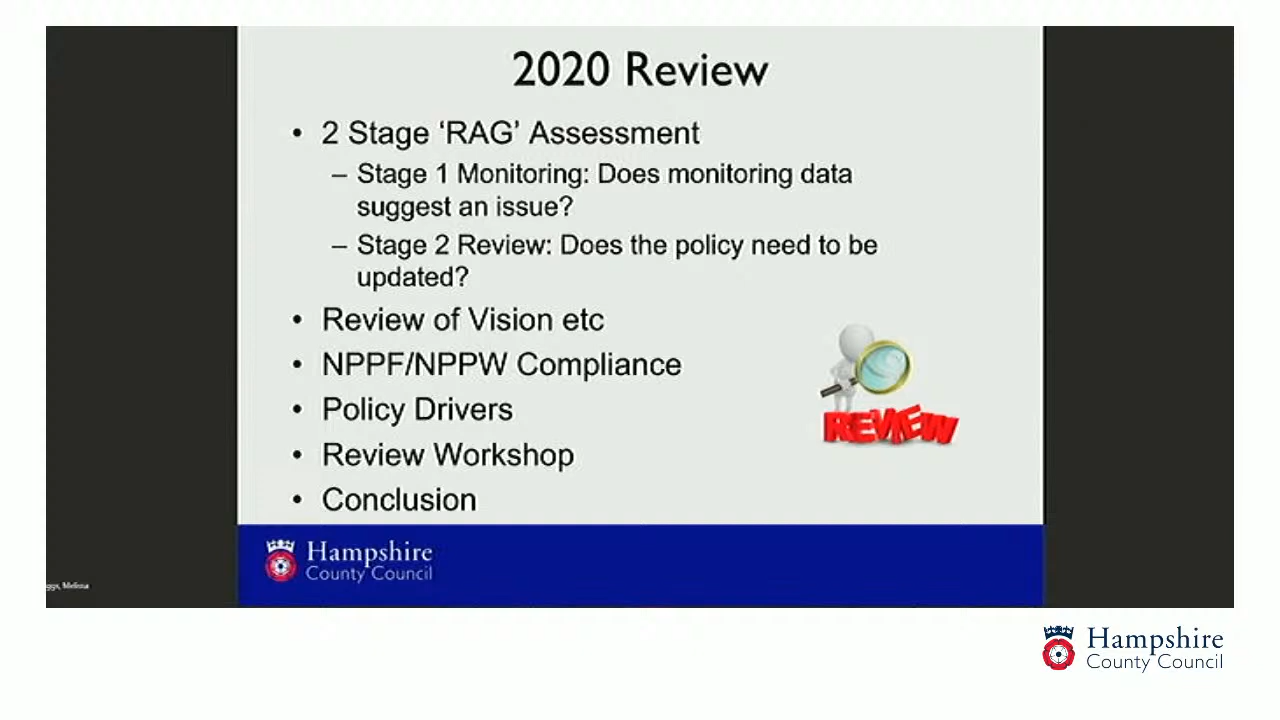 2020 Review
• 2 Stage ‘RAG’ Assessment
– Stage 1 Monitoring: Does monitoring data
suggest an issue?
– Stage 2 Review: Does the policy need to be
updated?
• Review of Vision etc
• NPPF/NPPW Compliance
• Policy Drivers
• Review Workshop
• Conclusion
REVIEW
Hampshire
County Council
Melissa
Hampshire
County Council